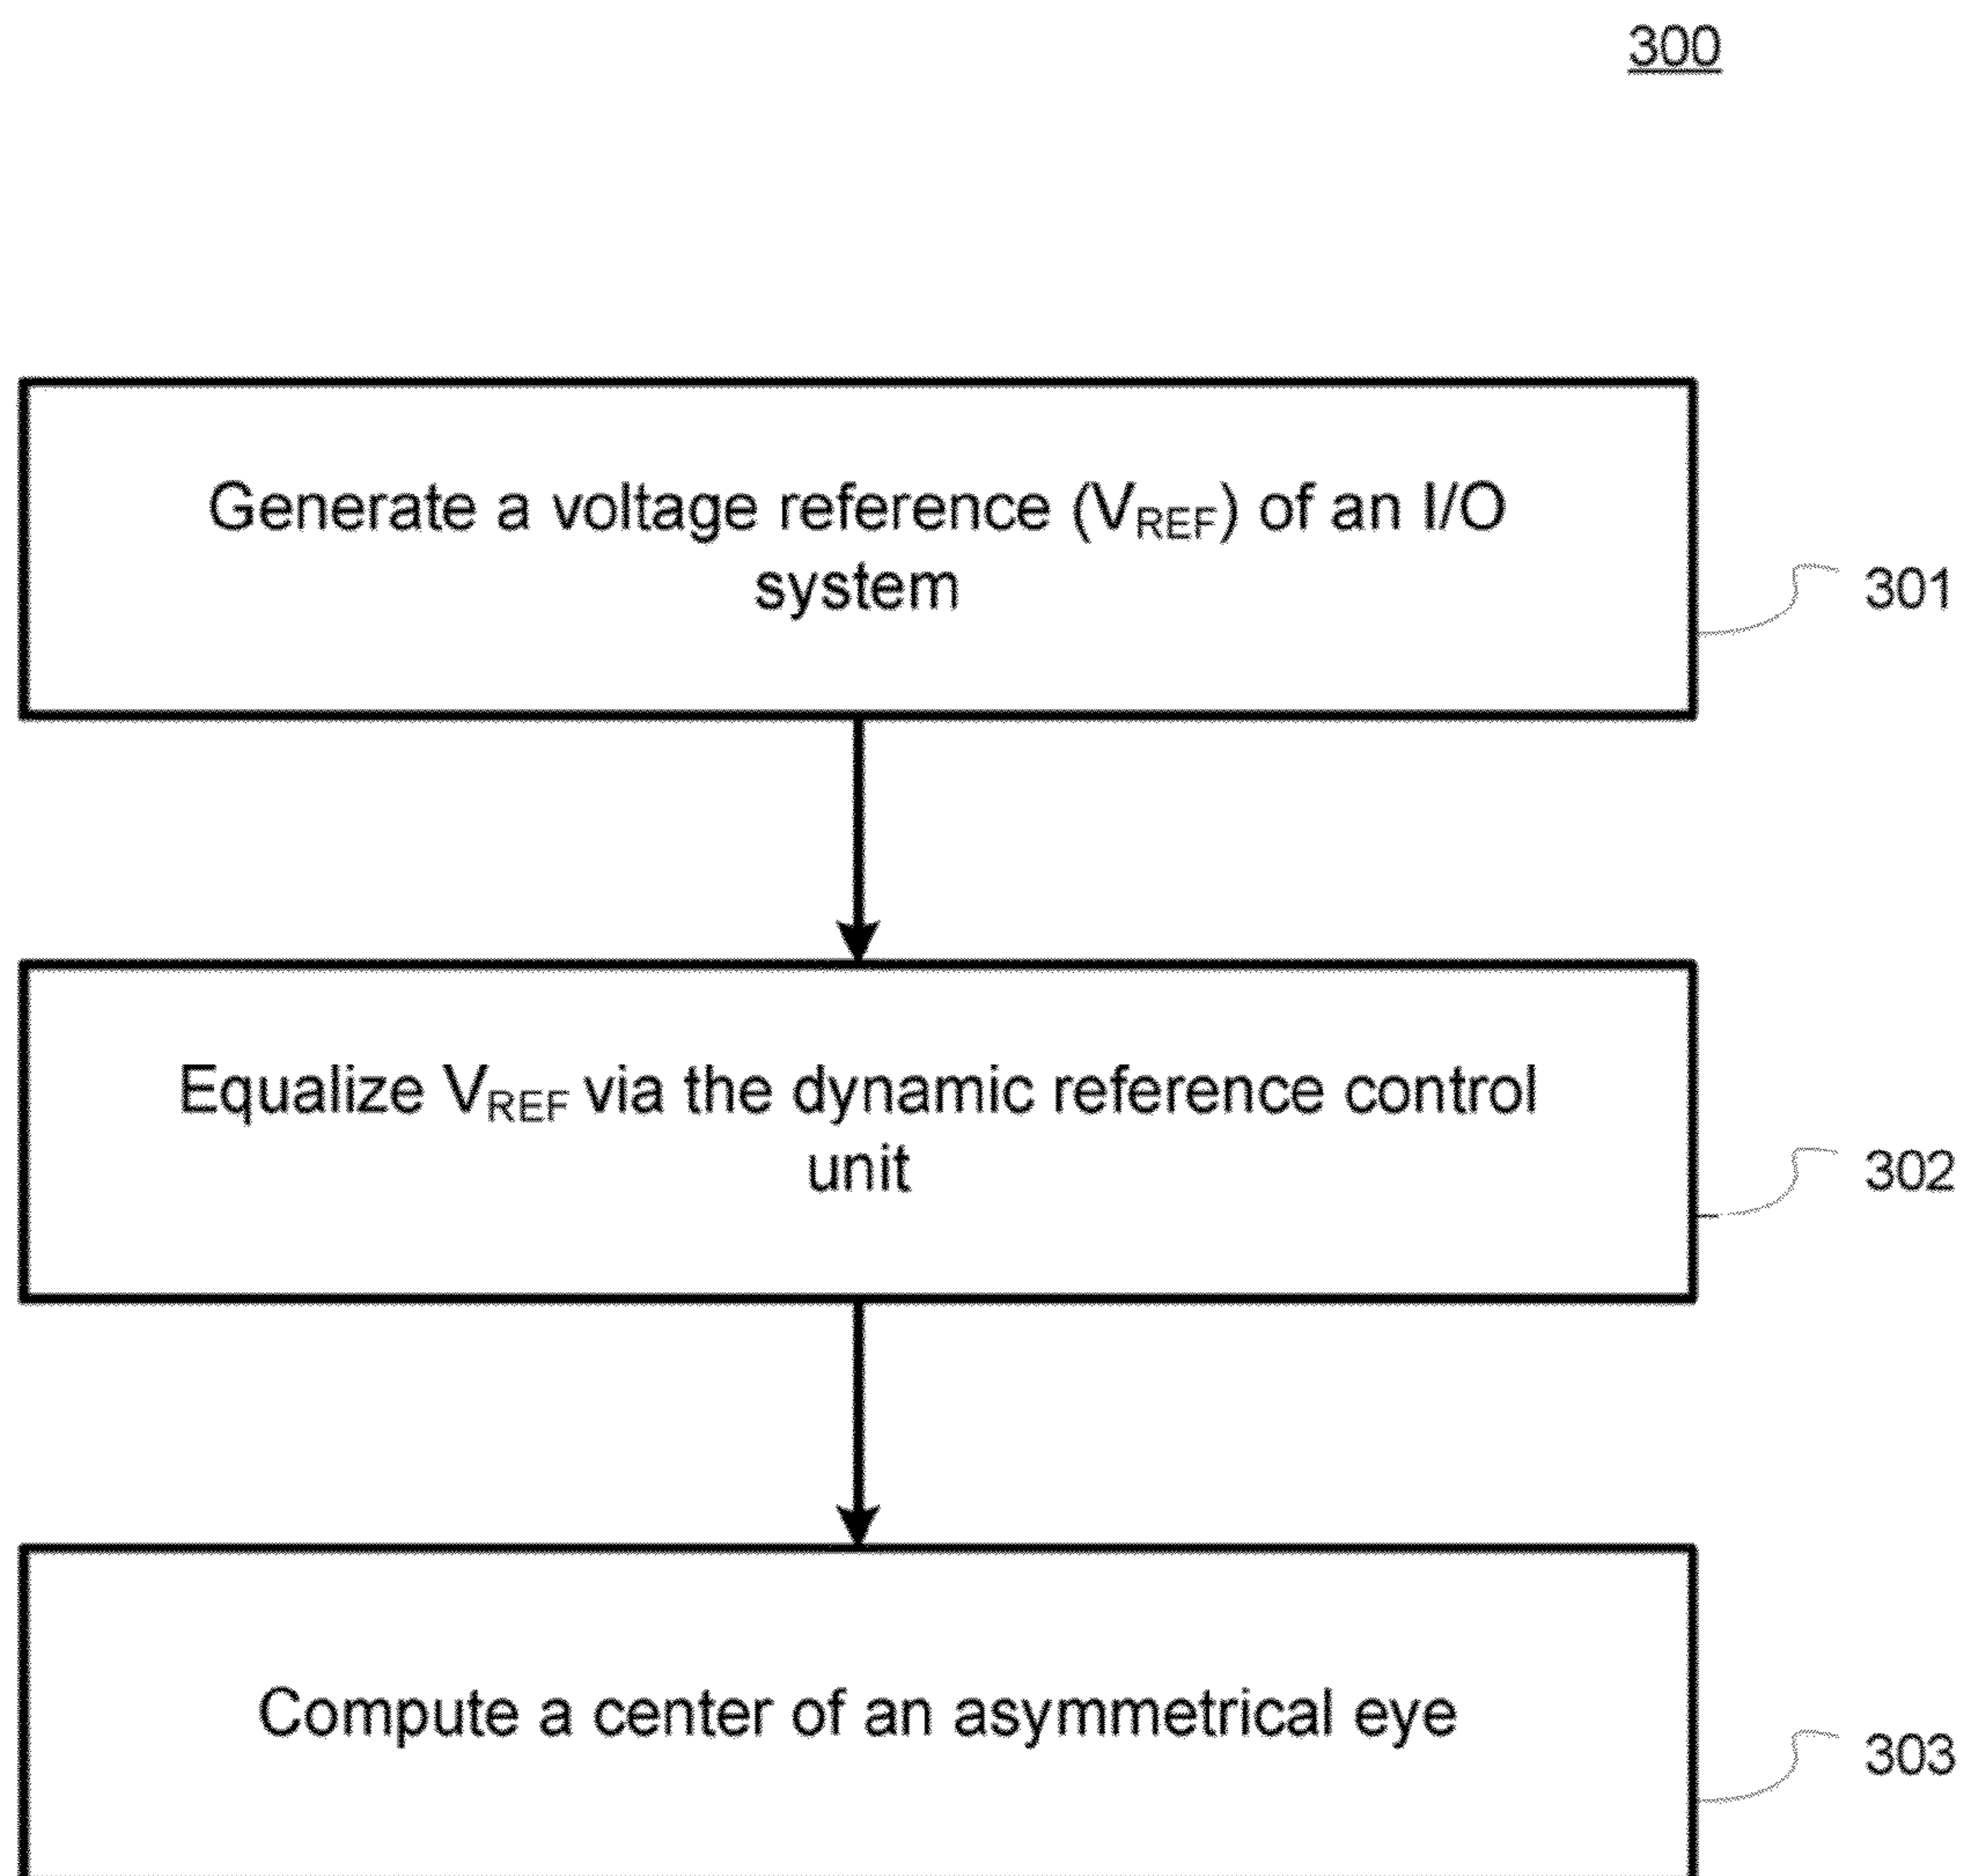 300
Generate a voltage reference (VREF) of an I/O
system
301
Equalize VREF via the dynamic reference control
unit
302
Compute a center of an asymmetrical eye
303